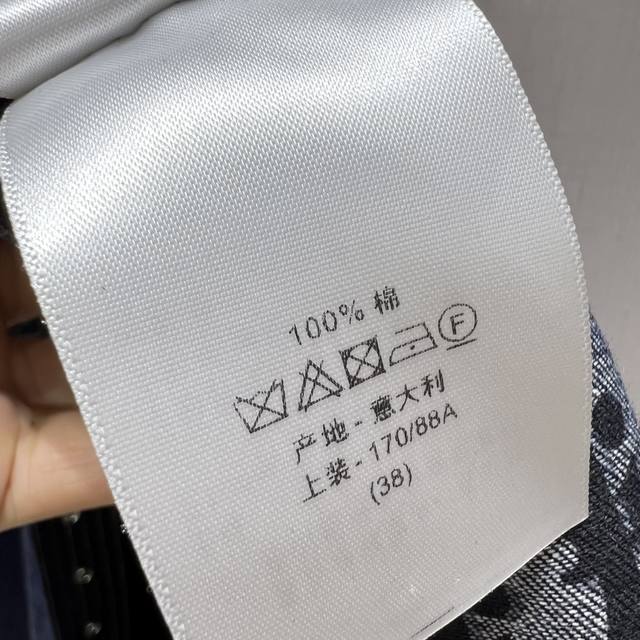 100% 棉
F
产地 - 意大利
上装 - 170/88A
(38)